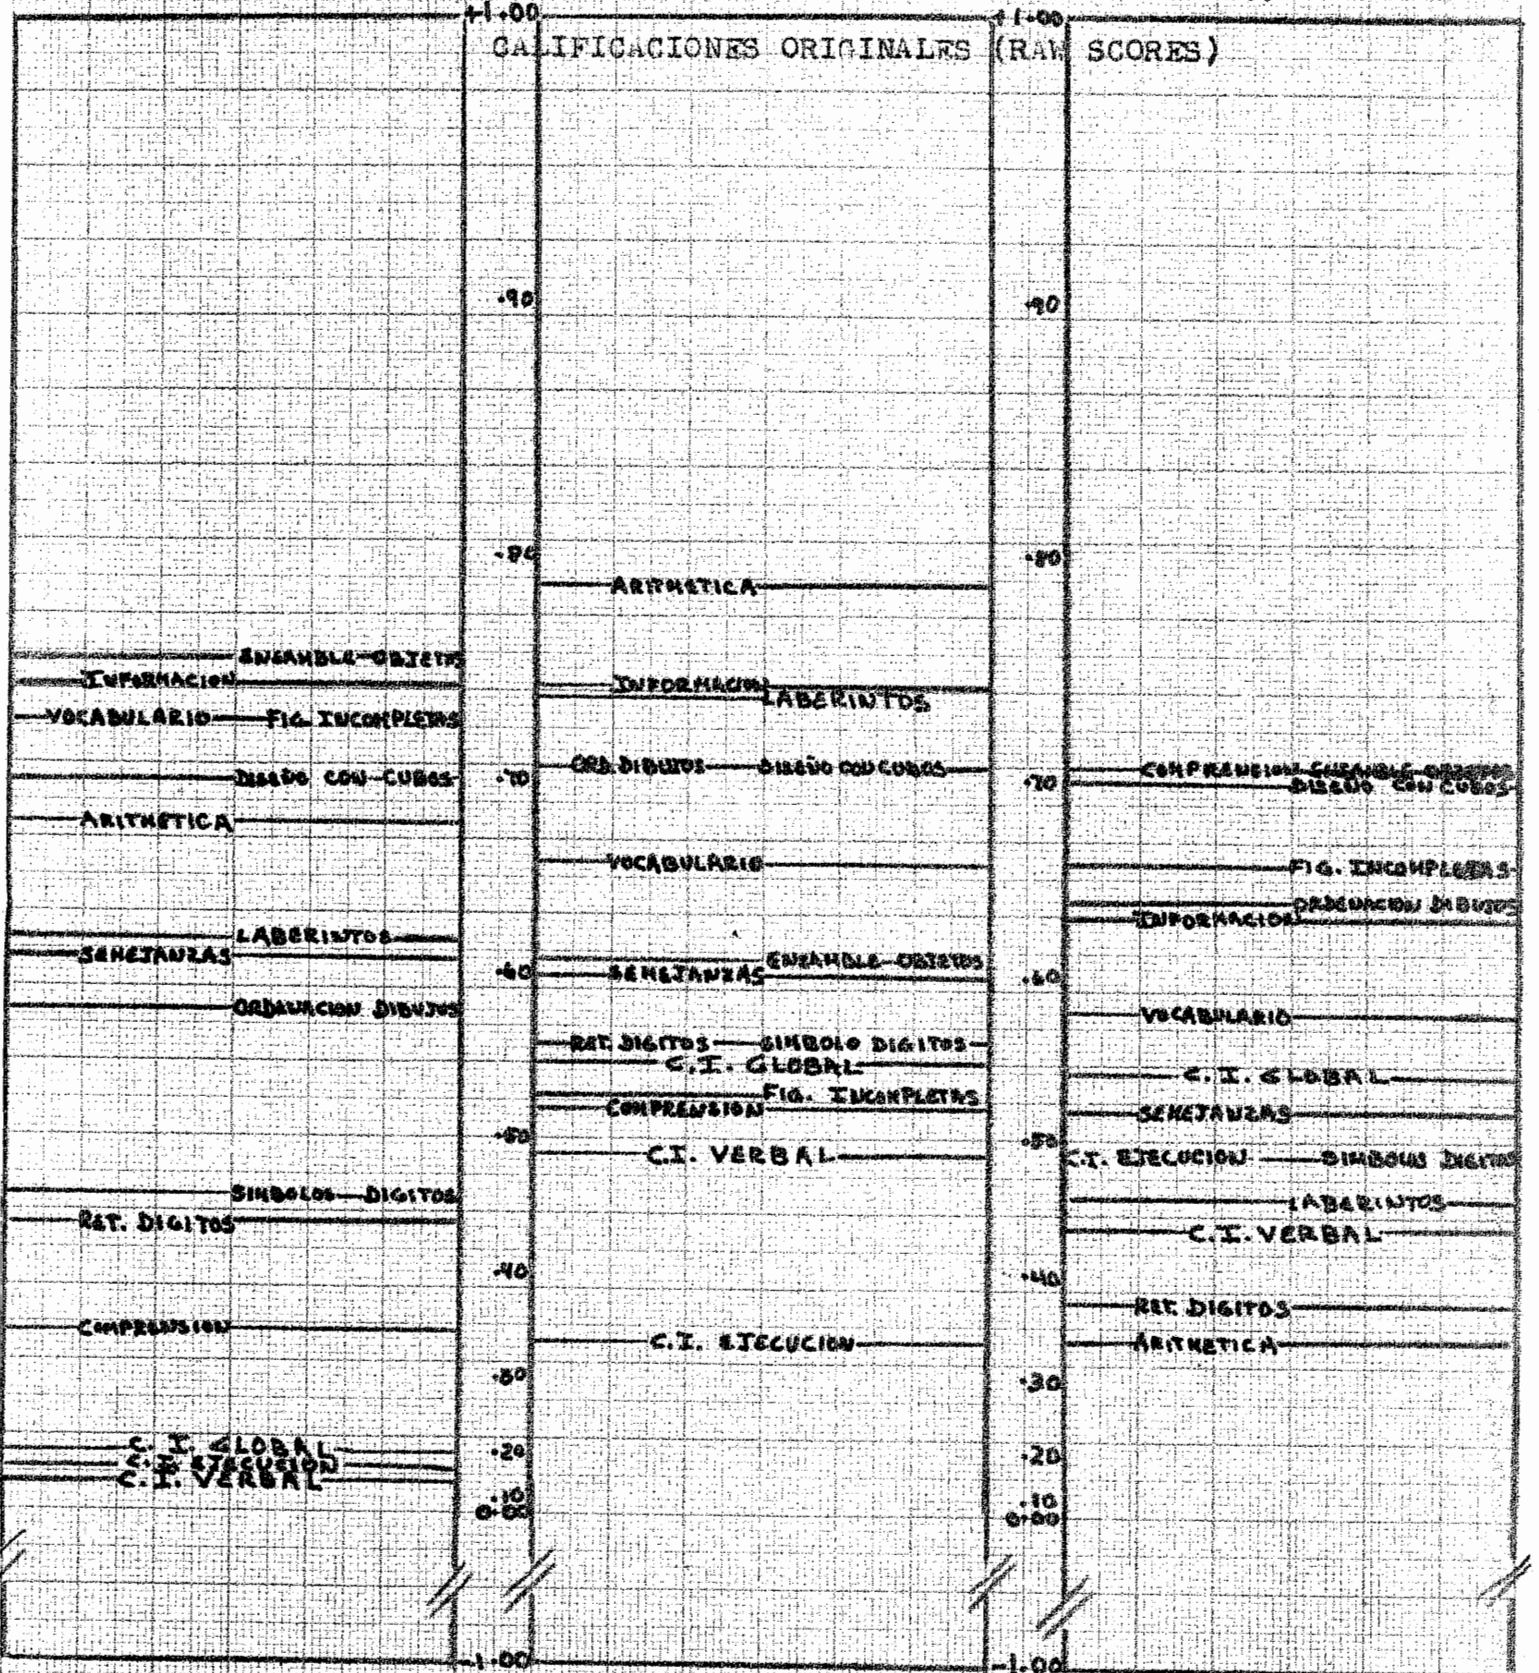 +1.00
+1.00
CALIFICACIONES ORIGINALES (RAW SCORES)
ENSAMBLE OBJETO
INFORMACION
VOCABULARIO FIG. INCOMPLETAS
DISEÑO CON CUBOS
ARITMETICA
LABERINTOS
SEMEJANZAS
ORDENACION DIBUJOS
SIMBOLOS DIGITOS
RET. DIGITOS
COMPRENSION
C. I. GLOBAL
C. I. EJECUCION
C. I. VERBAL
.90
.80
.70
.60
.50
.40
.30
.20
.10
0.00
-1.00
ARITMETICA
INFORMACION
LABERINTOS
ORD. DIBUJOS DISEÑO CON CUBOS
VOCABULARIO
ENSAMBLE OBJETOS
SEMEJANZAS
RET. DIGITOS SIMBOLO DIGITOS
C.I. GLOBAL
FIG. INCOMPLETAS
COMPRENSION
C.I. VERBAL
C.I. EJECUCION
.90
.80
.70
.60
.50
.40
.30
.20
.10
0.00
-1.00
COMPRENSION ENSAMBLE OBJETOS
DISEÑO CON CUBOS
FIG. INCOMPLETAS
ORDENACION DIBUJOS
INFORMACION
VOCABULARIO
C.I. GLOBAL
SEMEJANZAS
C.I. EJECUCION SIMBOLOS DIGITOS
LABERINTOS
C.I. VERBAL
RET. DIGITOS
ARITMETICA